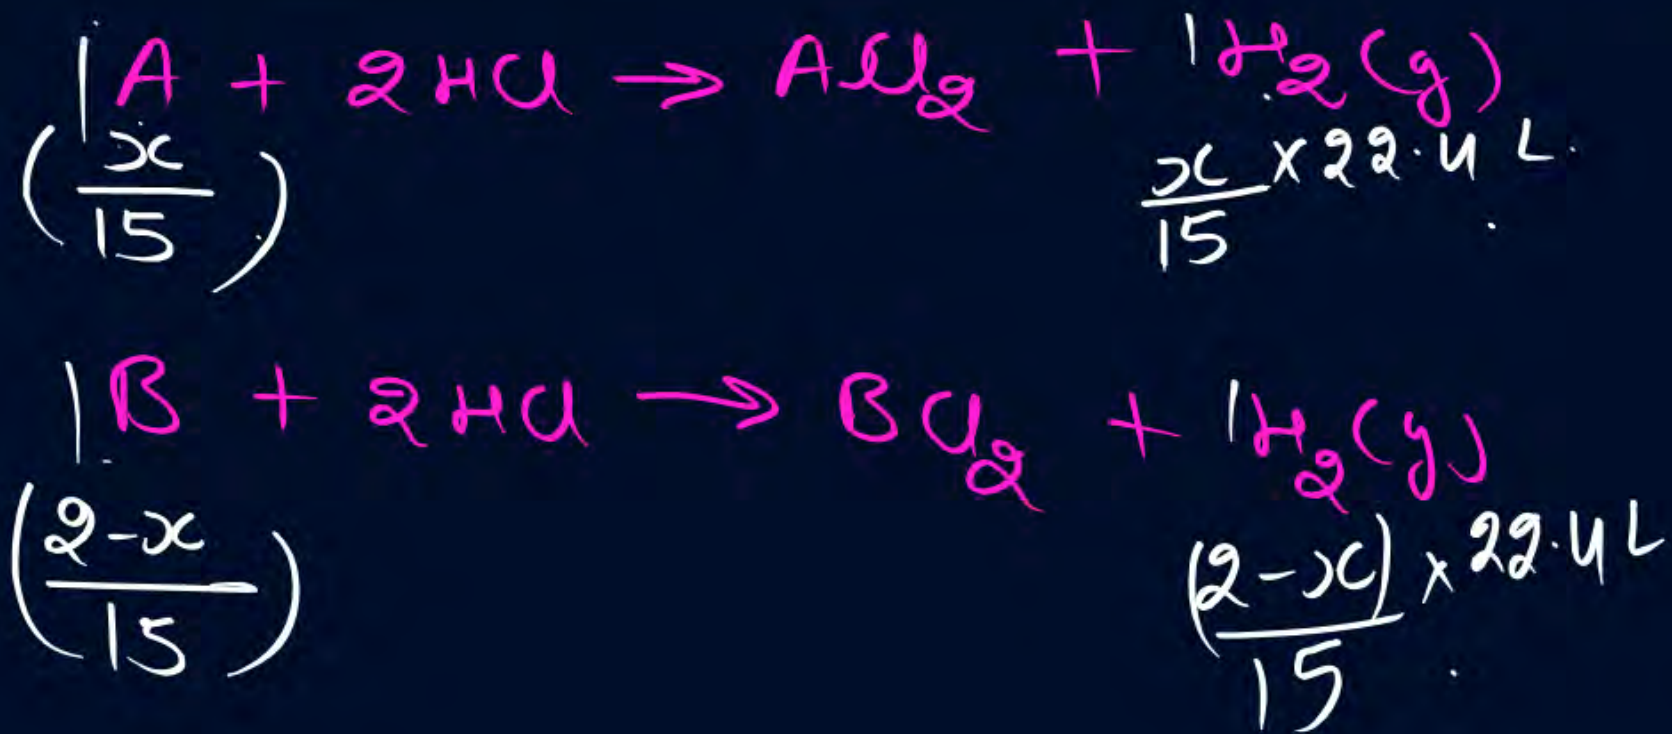 1A + 2HCl → ACl₂ + 1H₂(g)
(x/15) x/15 × 22.4 L.
1B + 2HCl → BCl₂ + 1H₂(g)
(2-x/15) (2-x)/15 × 22.4 L